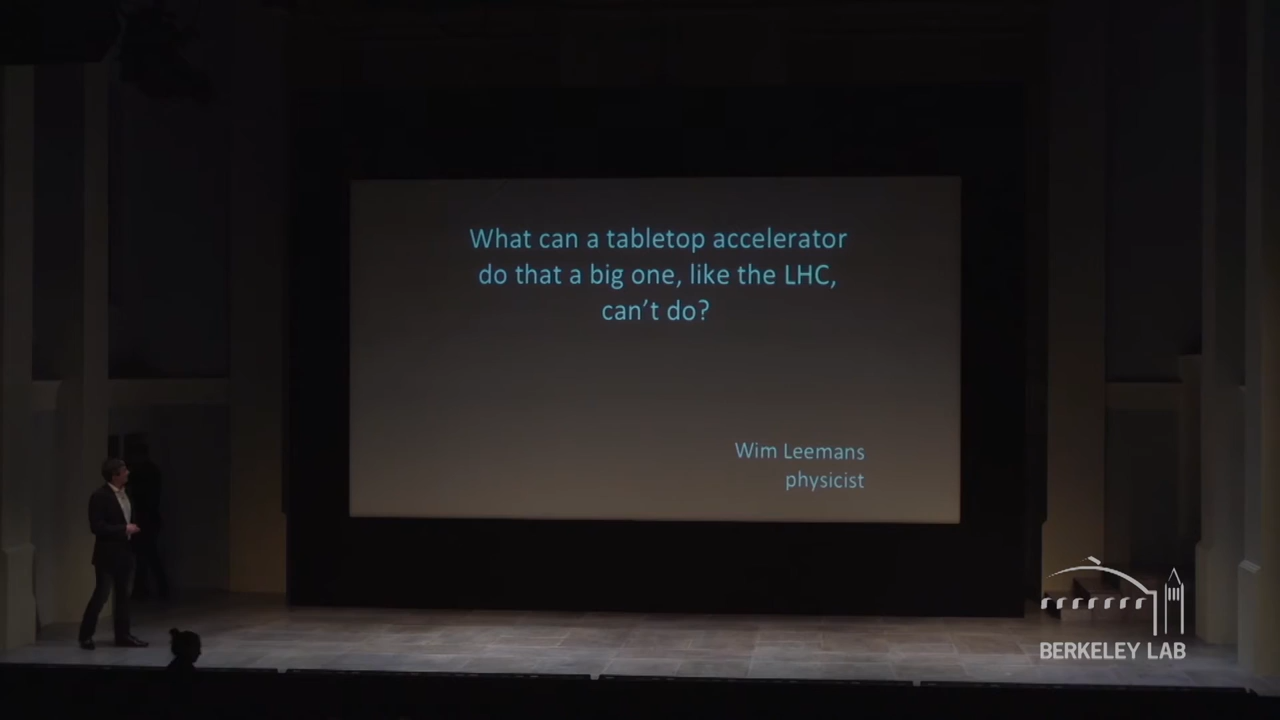 What can a tabletop accelerator
do that a big one, like the LHC,
can't do?
Wim Leemans
physicist
BERKELEY LAB